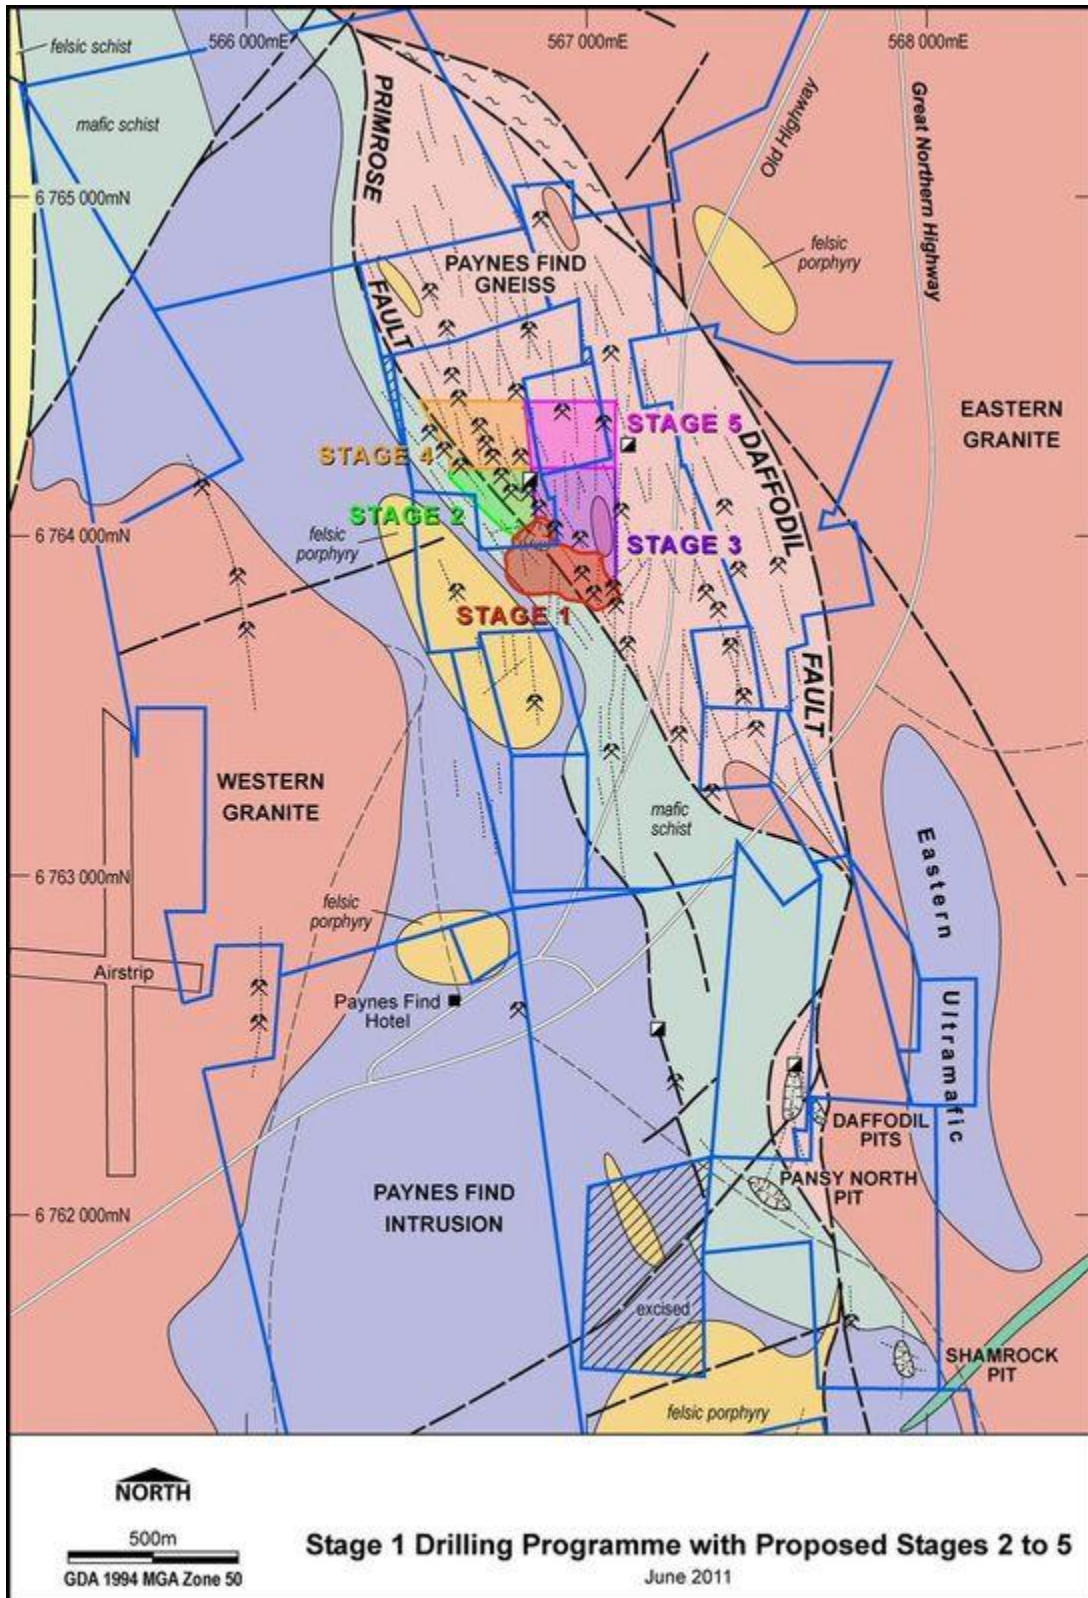 felsic schist
566 000mE
567 000mE
568 000mE
mafic schist
PRIMROSE
Old Highway
Great Northern Highway
6 765 000mN
felsic
porphyry
PAYNES FIND
GNEISS
FAULT
EASTERN
GRANITE
STAGE 5
STAGE 4
DAFFODIL
STAGE 2
6 764 000mN
felsic
porphyry
STAGE 3
STAGE 1
FAULT
WESTERN
GRANITE
mafic
schist
Eastern
6 763 000mN
felsic
porphyry
Airstrip
Paynes Find
Hotel
Ultramafic
DAFFODIL
PITS
PAYNES FIND
INTRUSION
PANSY NORTH
PIT
6 762 000mN
excised
SHAMROCK
PIT
felsic porphyry
NORTH
500m
GDA 1994 MGA Zone 50
Stage 1 Drilling Programme with Proposed Stages 2 to 5
June 2011